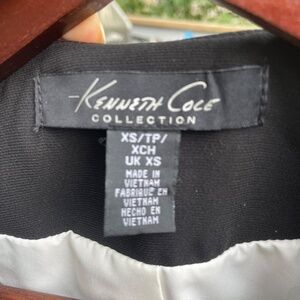 Kenneth Cole
COLLECTION
XS/TP/
XCH
UK XS
MADE IN
VIETNAM
FABRIQUÉ EN
VIETNAM
HECHO EN
VIETNAM